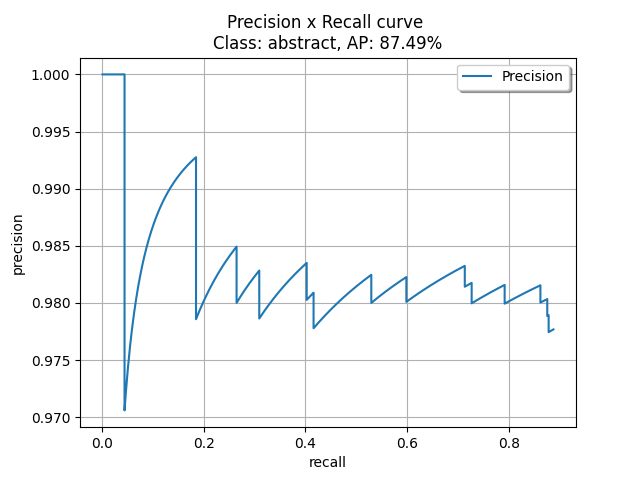 Precision x Recall curve
Class: abstract, AP: 87.49%
Precision
1.000
0.995
0.990
0.985
0.980
0.975
0.970
precision
0.0 0.2 0.4 0.6 0.8
recall